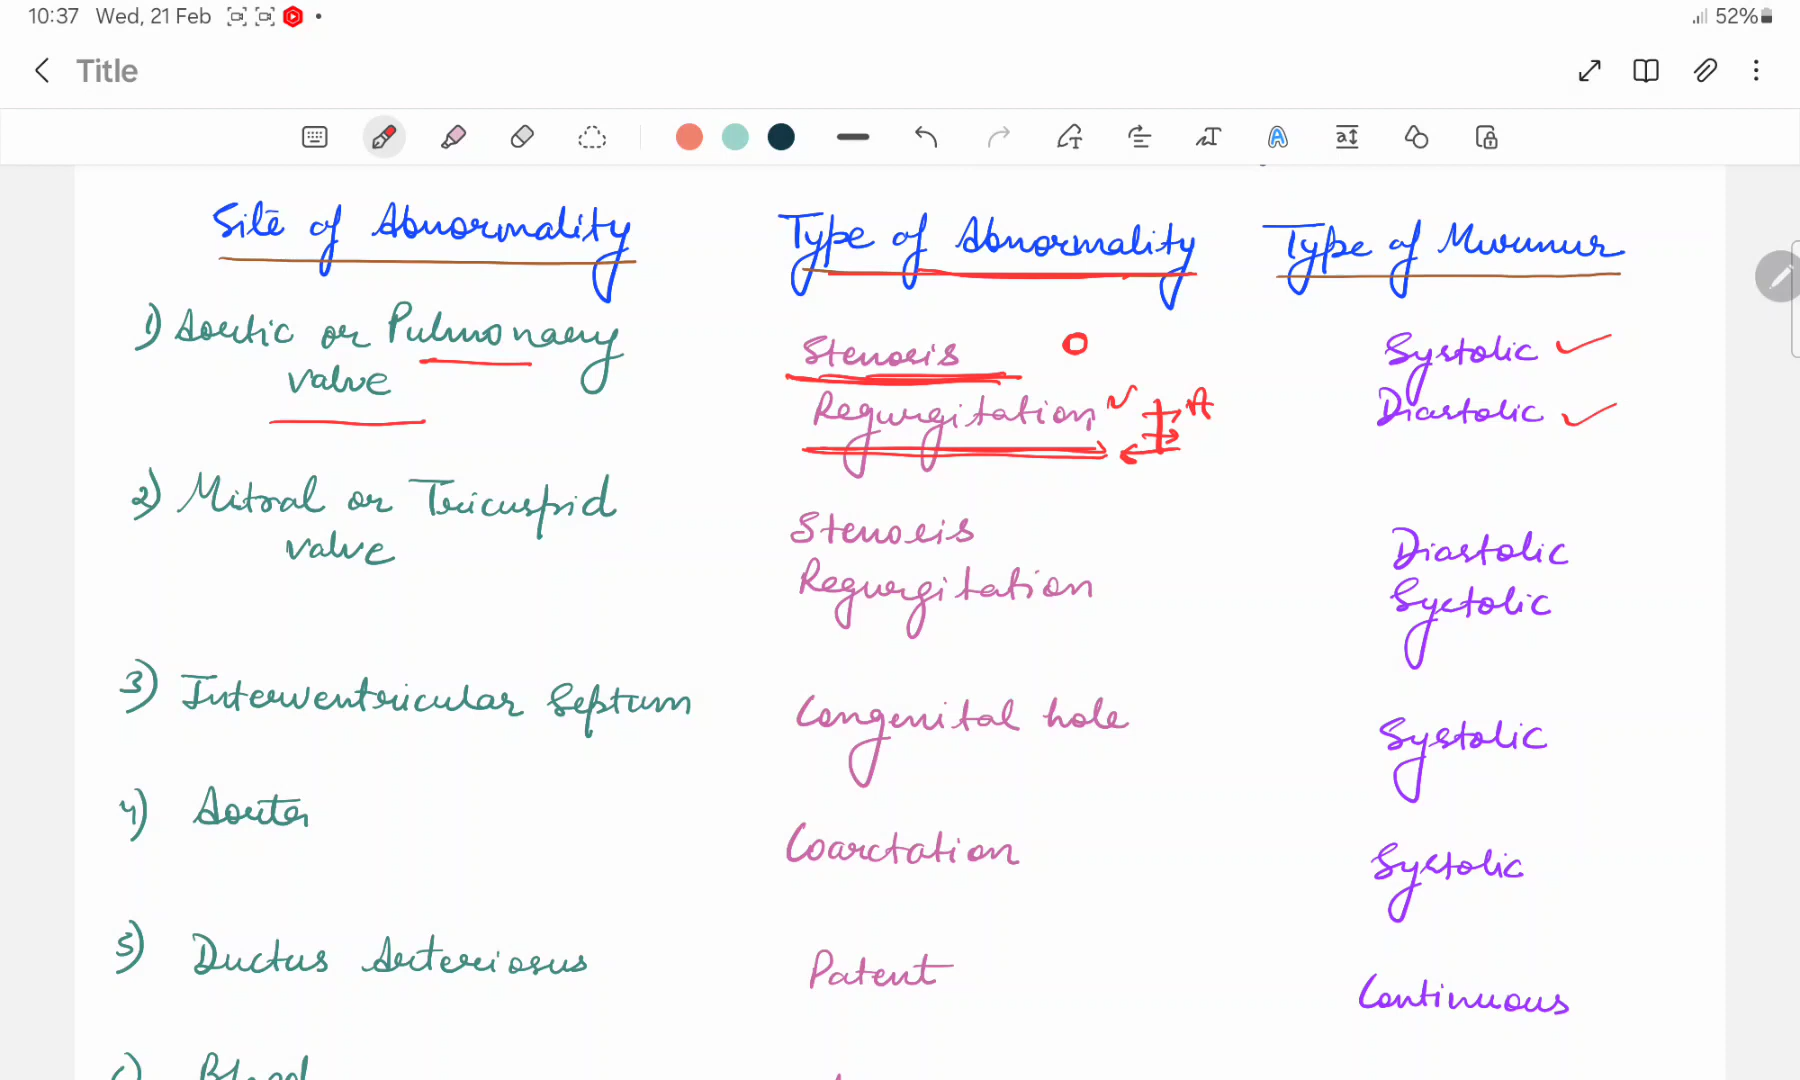 10:37 Wed, 21 Feb 52%
Title
Site of Abnormality Type of Abnormality Type of Murmur
1) Aortic or Pulmonary Stenosis Systolic
valve Regurgitation V A Diastolic
2) Mitral or Tricuspid Stenosis Diastolic
valve Regurgitation Systolic
3) Interventricular Septum Congenital hole Systolic
4) Aorta Coarctation Systolic
5) Ductus Arteriosus Patent Continuous